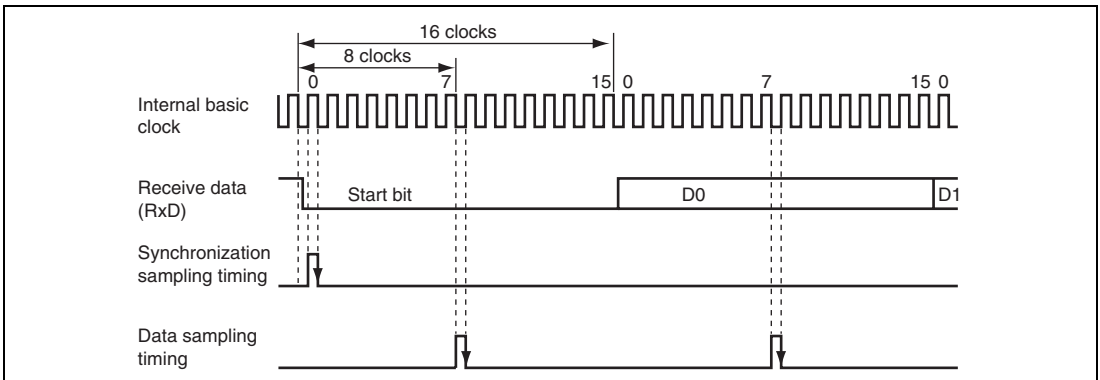 16 clocks
8 clocks
0 7 15 0 7 15 0
Internal basic
clock
Receive data
(RxD)
Start bit D0 D1
Synchronization
sampling timing
Data sampling
timing